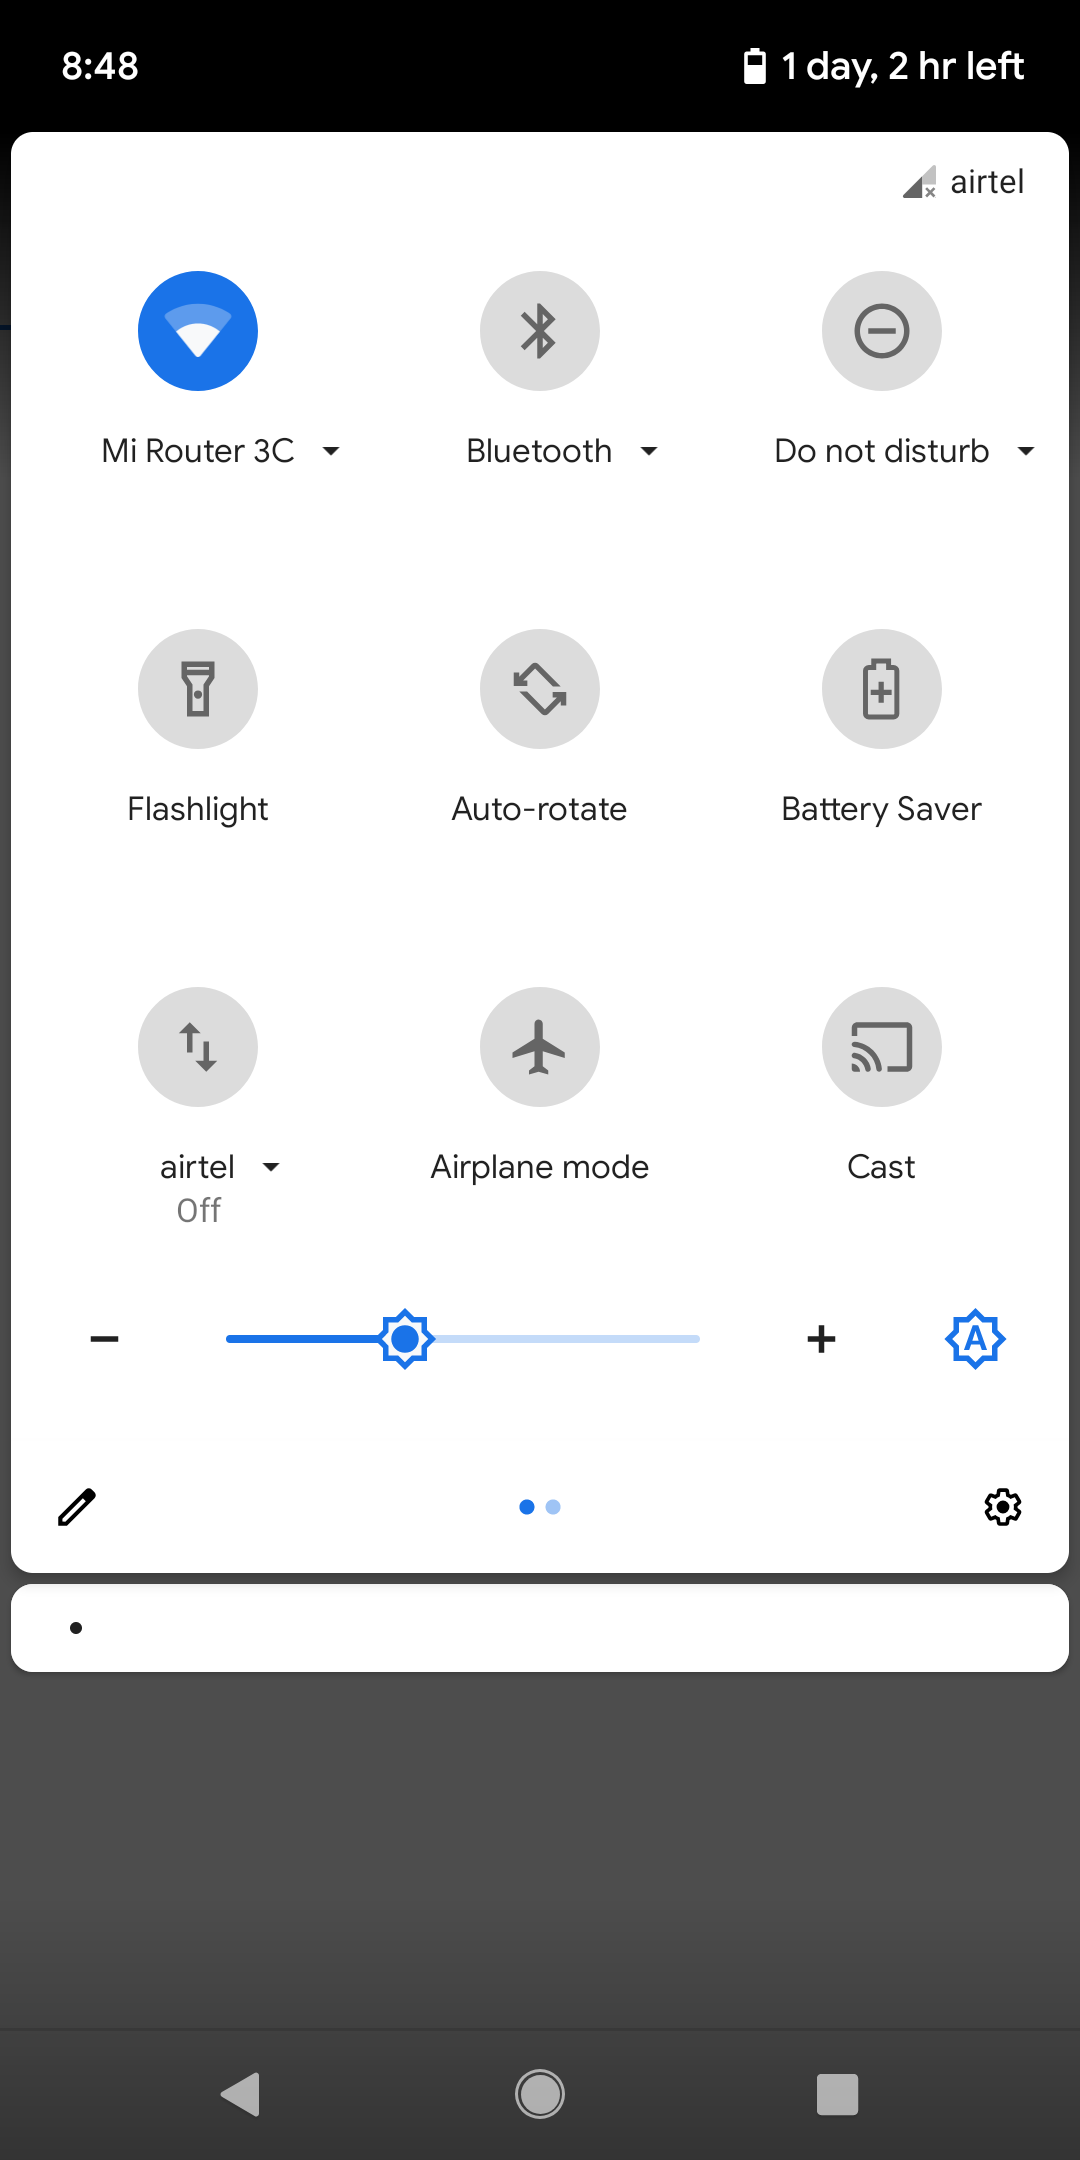 8:48
1 day, 2 hr left
airtel
Mi Router 3C
Bluetooth
Do not disturb
Flashlight
Auto-rotate
Battery Saver
airtel
Off
Airplane mode
Cast
A